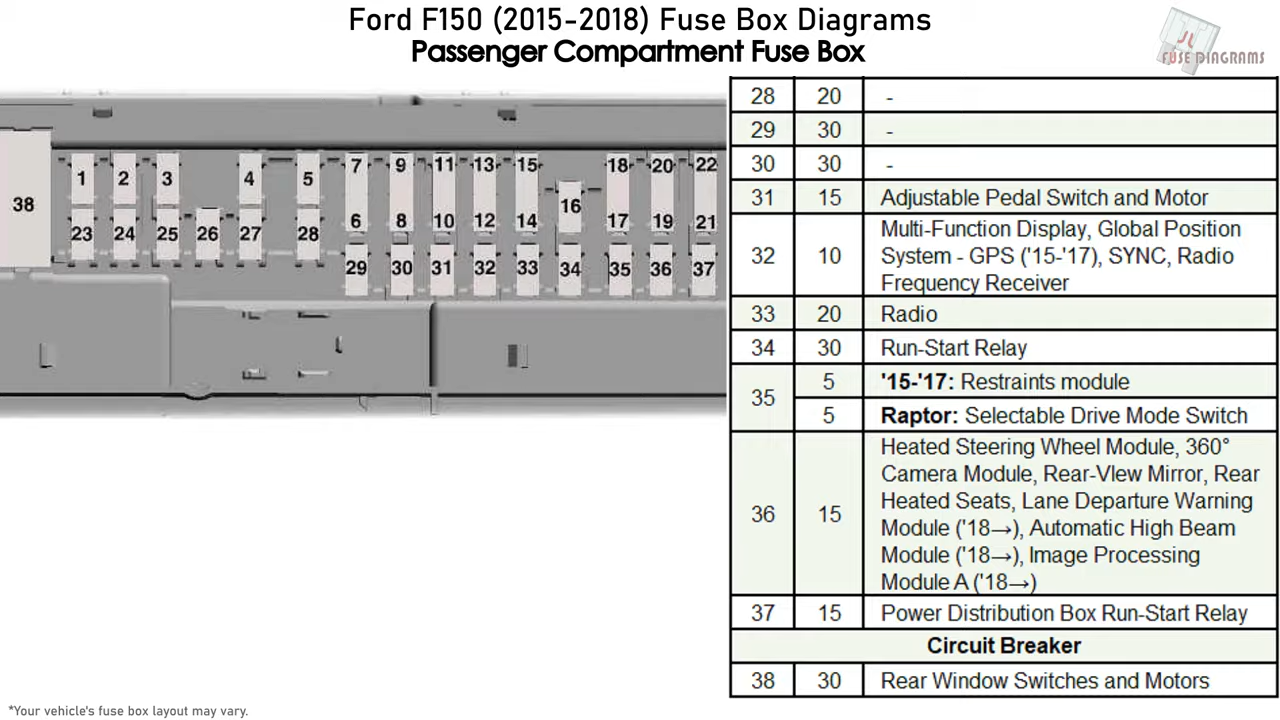 Ford F150 (2015-2018) Fuse Box Diagrams
Passenger Compartment Fuse Box
JL
FUSE DIAGRAMS
38
1 2 3 4 5 7 9 11 13 15 18 20 22
16
6 8 10 12 14 17 19 21
23 24 25 26 27 28
29 30 31 32 33 34 35 36 37
28 20 -
29 30 -
30 30 -
31 15 Adjustable Pedal Switch and Motor
32 10 Multi-Function Display, Global Position
System - GPS ('15-'17), SYNC, Radio
Frequency Receiver
33 20 Radio
34 30 Run-Start Relay
35 5 '15-'17: Restraints module
5 Raptor: Selectable Drive Mode Switch
36 15 Heated Steering Wheel Module, 360°
Camera Module, Rear-VIew Mirror, Rear
Heated Seats, Lane Departure Warning
Module ('18→), Automatic High Beam
Module ('18→), Image Processing
Module A ('18→)
37 15 Power Distribution Box Run-Start Relay
Circuit Breaker
38 30 Rear Window Switches and Motors
*Your vehicle's fuse box layout may vary.